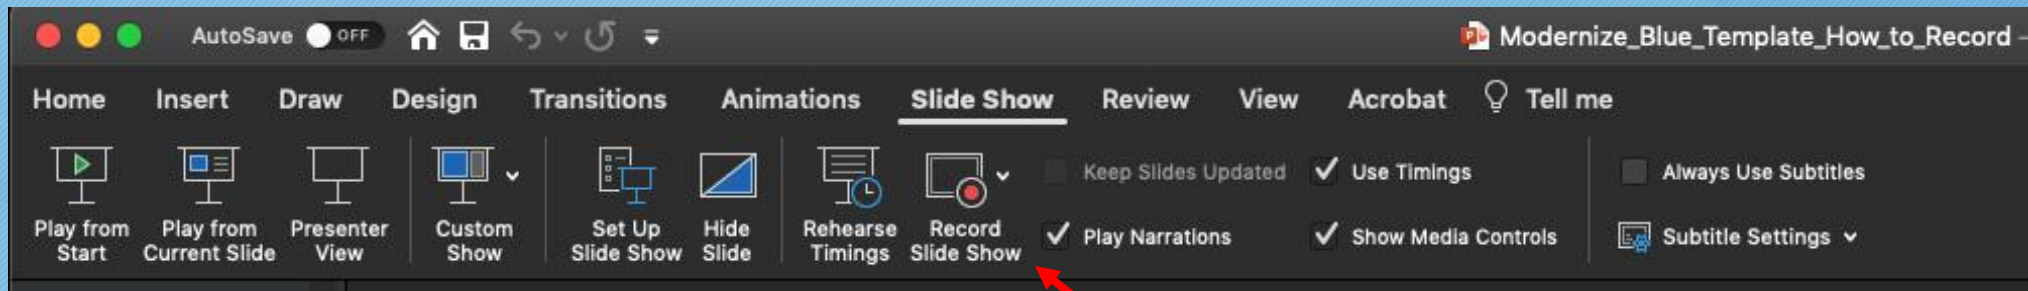 AutoSave OFF Modernize_Blue_Template_How_to_Record
Home Insert Draw Design Transitions Animations Slide Show Review View Acrobat Tell me
Keep Slides Updated Use Timings Always Use Subtitles
Play from Play from Presenter Custom Set Up Hide Rehearse Record Play Narrations Show Media Controls Subtitle Settings
Start Current Slide View Show Slide Show Slide Timings Slide Show